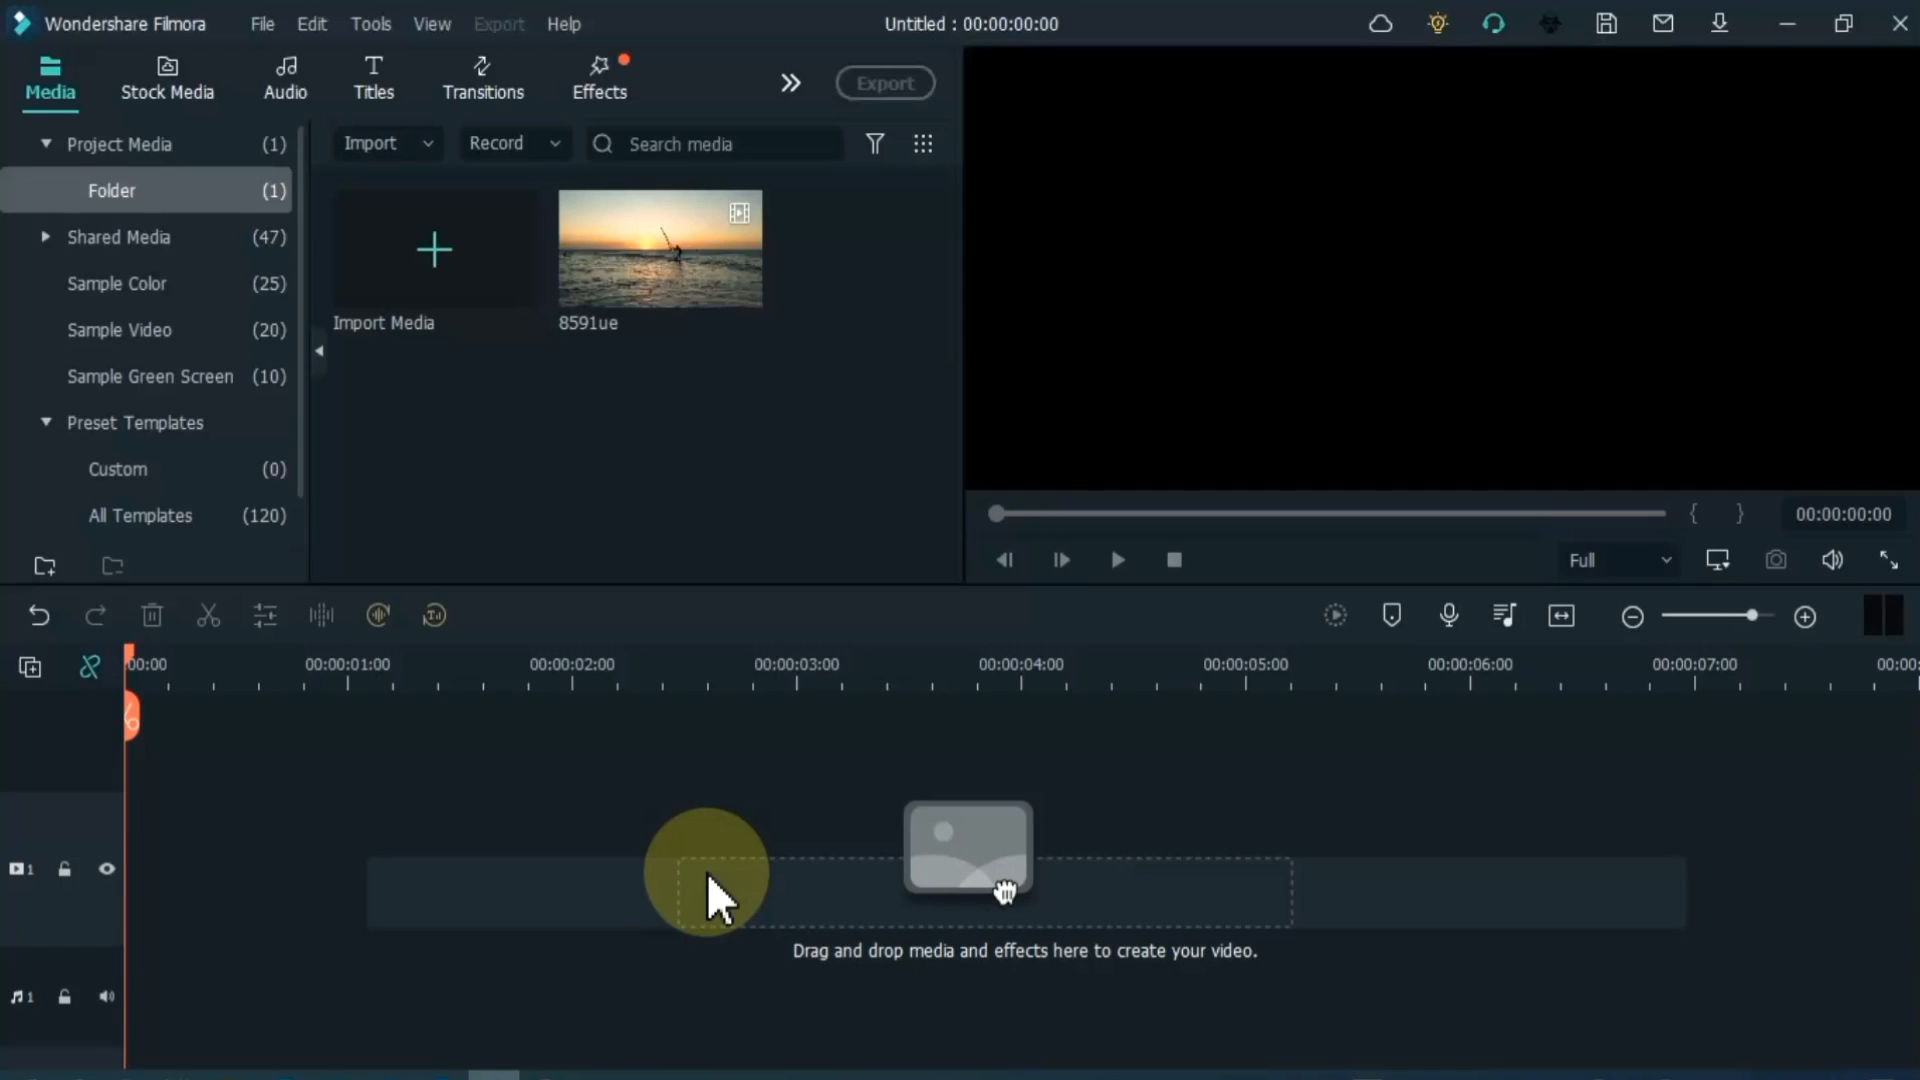 Wondershare Filmora File Edit Tools View Export Help Untitled : 00:00:00:00
Media Stock Media Audio Titles Transitions Effects Export
Project Media (1)
Folder (1)
Shared Media (47)
Sample Color (25)
Sample Video (20)
Sample Green Screen (10)
Preset Templates
Custom (0)
All Templates (120)
Import Record Search media
Import Media 8591ue
{ } 00:00:00:00
Full
00:00 00:00:01:00 00:00:02:00 00:00:03:00 00:00:04:00 00:00:05:00 00:00:06:00 00:00:07:00 00:00:
1
Drag and drop media and effects here to create your video.
1